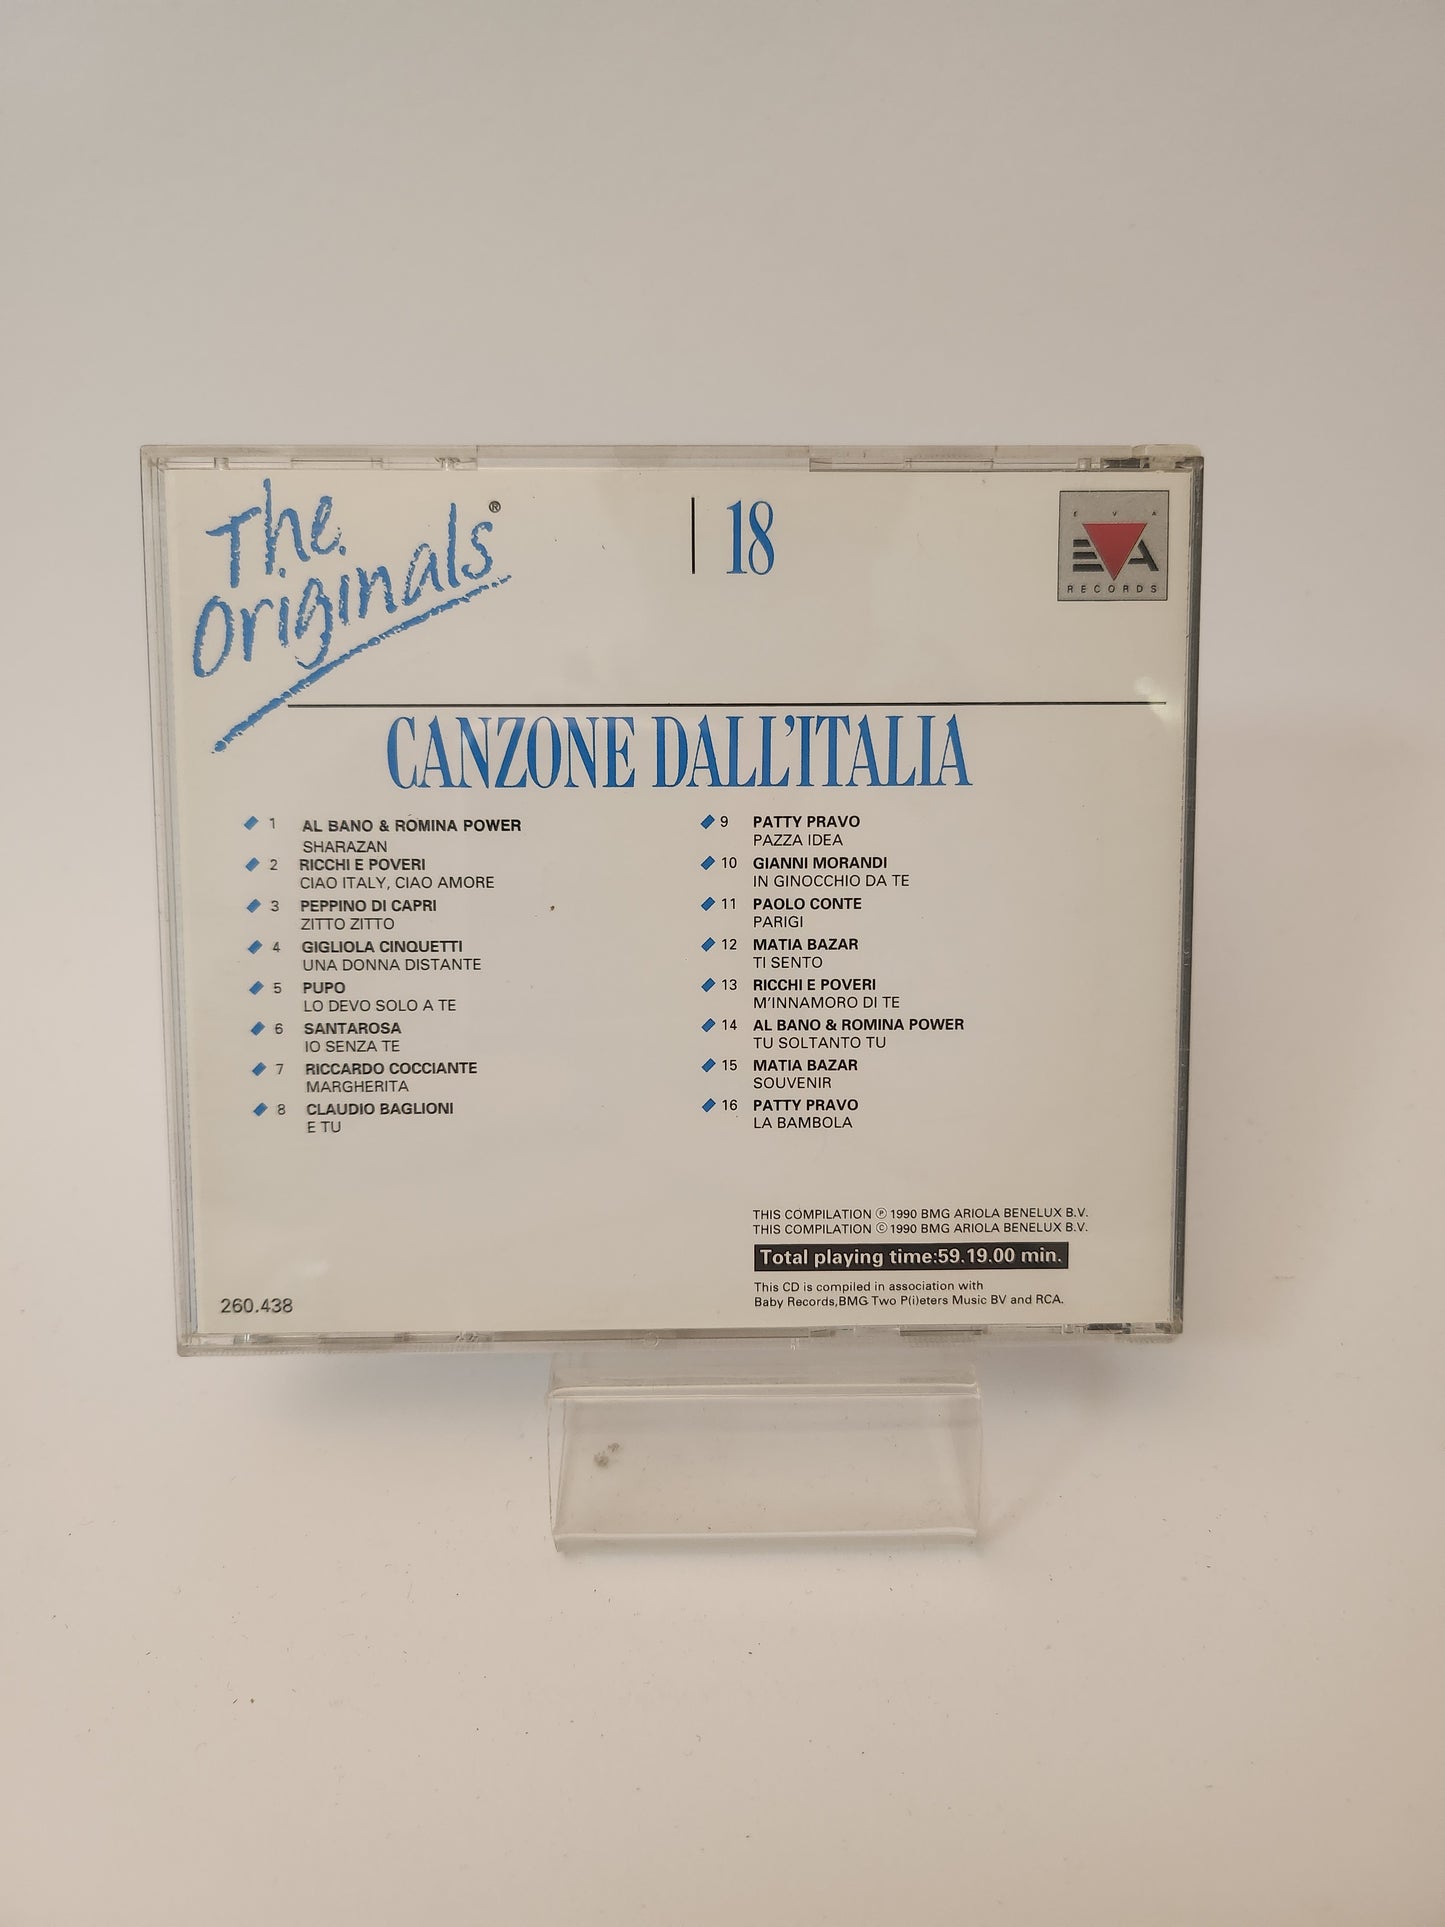 The.
Originals®
18
EVA
EVA
RECORDS
CANZONE DALL'ITALIA
1 AL BANO & ROMINA POWER
SHARAZAN
2 RICCHI E POVERI
CIAO ITALY, CIAO AMORE
3 PEPPINO DI CAPRI
ZITTO ZITTO
4 GIGLIOLA CINQUETTI
UNA DONNA DISTANTE
5 PUPO
LO DEVO SOLO A TE
6 SANTAROSA
IO SENZA TE
7 RICCARDO COCCIANTE
MARGHERITA
8 CLAUDIO BAGLIONI
E TU
9 PATTY PRAVO
PAZZA IDEA
10 GIANNI MORANDI
IN GINOCCHIO DA TE
11 PAOLO CONTE
PARIGI
12 MATIA BAZAR
TI SENTO
13 RICCHI E POVERI
M'INNAMORO DI TE
14 AL BANO & ROMINA POWER
TU SOLTANTO TU
15 MATIA BAZAR
SOUVENIR
16 PATTY PRAVO
LA BAMBOLA
THIS COMPILATION ℗ 1990 BMG ARIOLA BENELUX B.V.
THIS COMPILATION © 1990 BMG ARIOLA BENELUX B.V.
Total playing time:59.19.00 min.
This CD is compiled in association with
Baby Records,BMG Two P(i)eters Music BV and RCA.
260.438